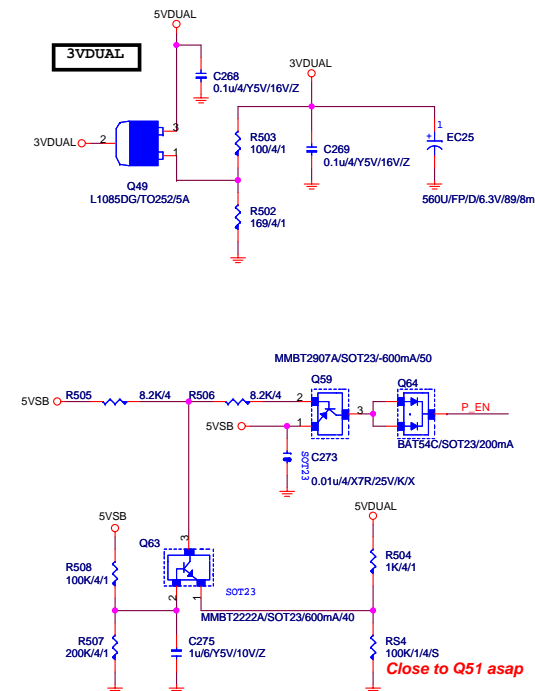 5VDUAL
3VDUAL
C268
0.1u/4/Y5V/16V/Z
3VDUAL
3VDUAL
2
3
1
Q49
L1085DG/TO252/5A
R503
100/4/1
C269
0.1u/4/Y5V/16V/Z
1
+
EC25
560U/FP/D/6.3V/89/8m
R502
169/4/1
MMBT2907A/SOT23/-600mA/50
Q59
Q64
5VSB
R505
8.2K/4
R506
8.2K/4
2
3
P_EN
5VSB
1
BAT54C/SOT23/200mA
SOT23
C273
0.01u/4/X7R/25V/K/X
5VSB
5VDUAL
Q63
3
R508
100K/4/1
R504
1K/4/1
SOT23
2
1
MMBT2222A/SOT23/600mA/40
R507
200K/4/1
C275
1u/6/Y5V/10V/Z
RS4
100K/1/4/S
Close to Q51 asap